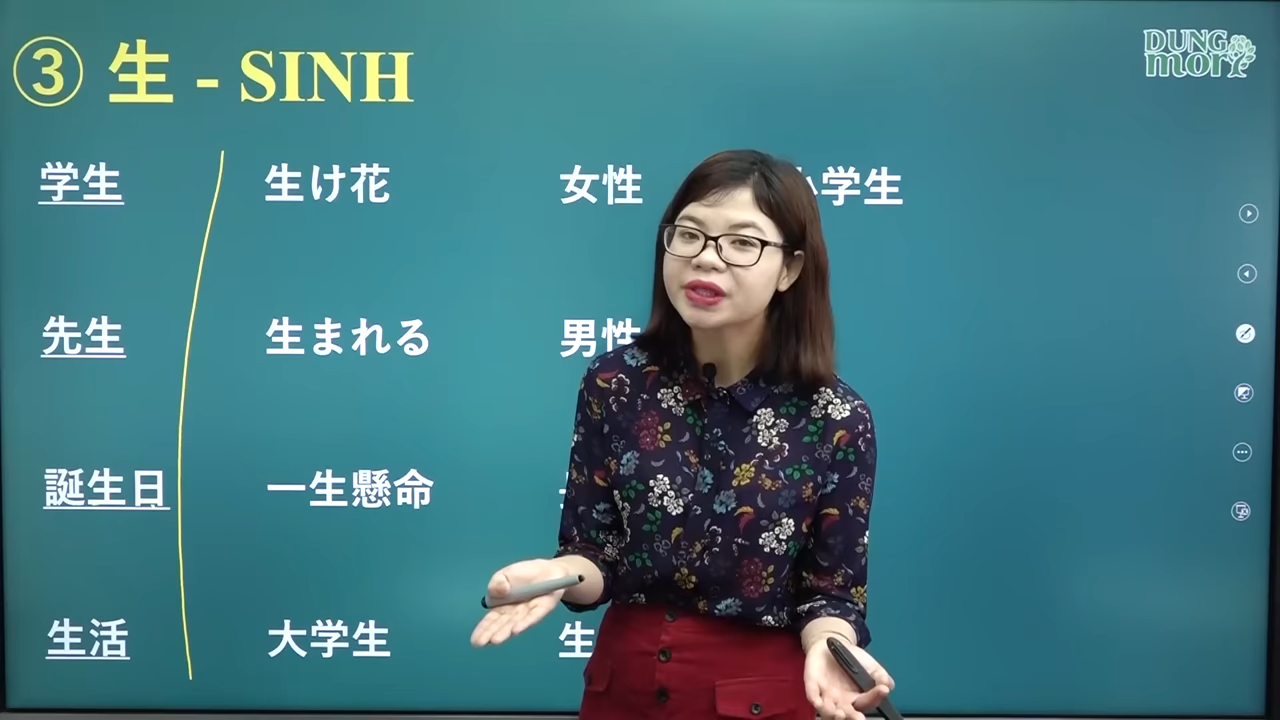 ③ 生 - SINH
DUNG
mori
学生 生け花 女性 小学生
先生 生まれる 男性
誕生日 一生懸命
生活 大学生 生